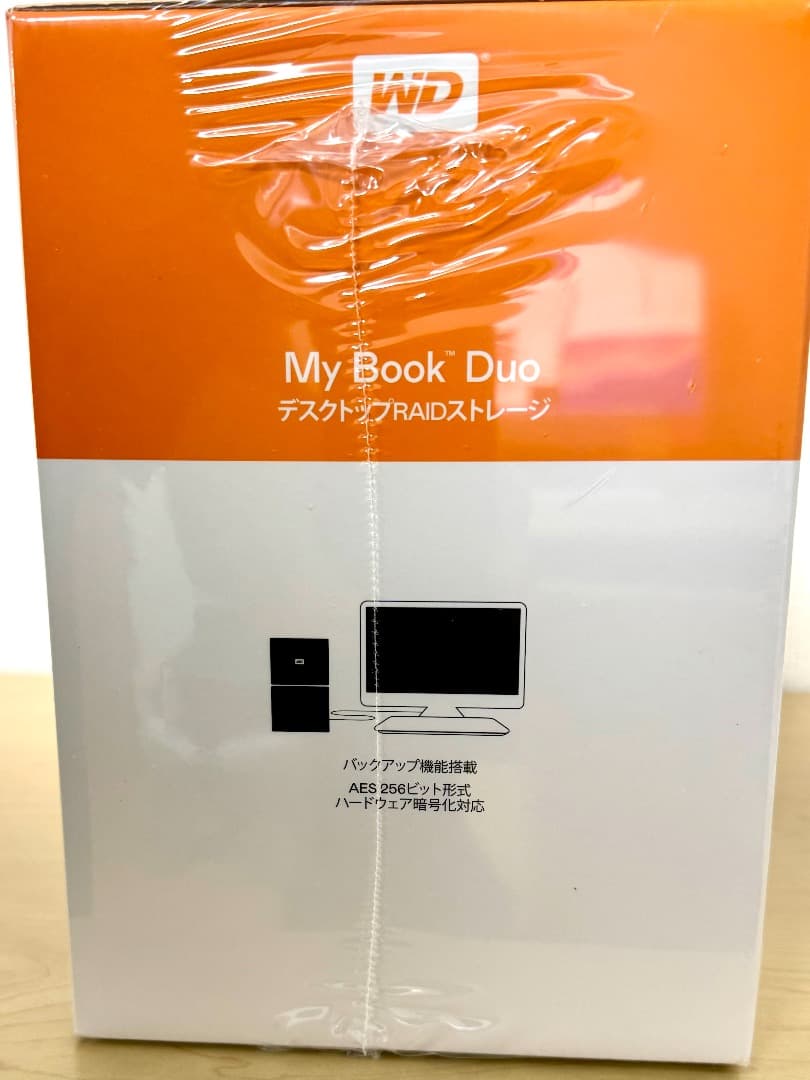 WD
My Book™ Duo
デスクトップRAIDストレージ
バックアップ機能搭載
AES 256ビット形式
ハードウェア暗号化対応